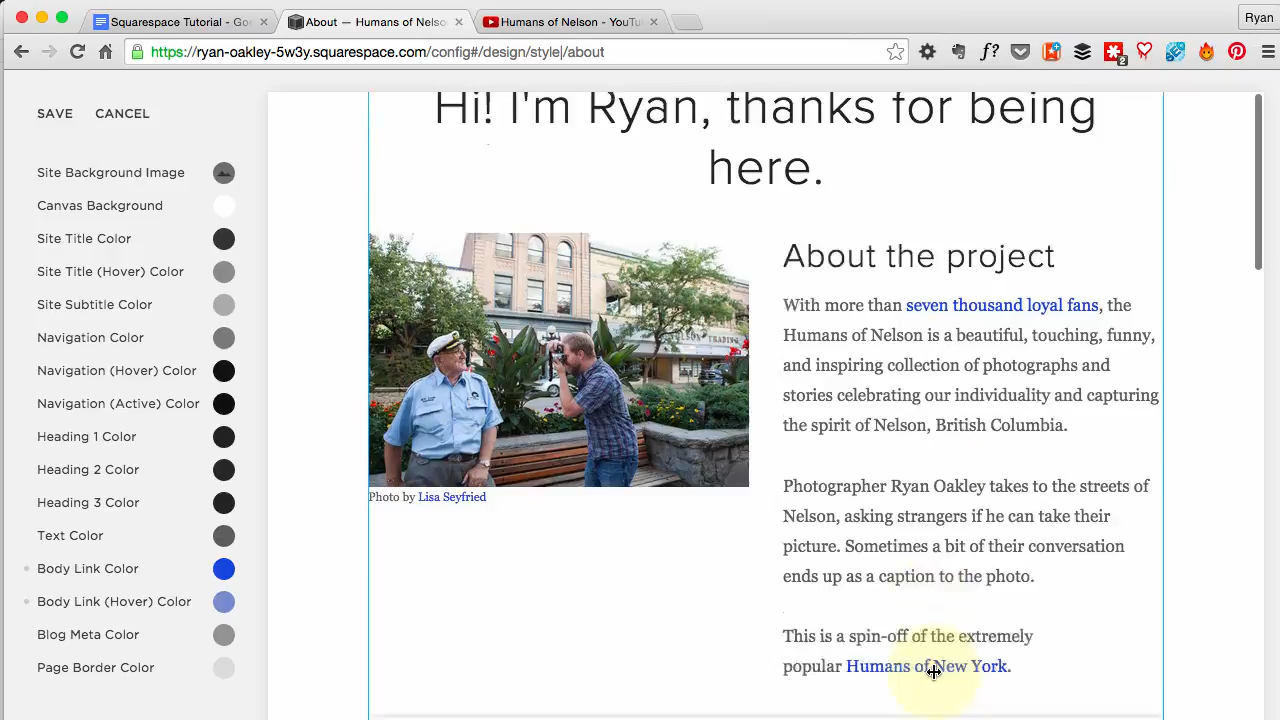 Squarespace Tutorial - Go
About — Humans of Nelso
Humans of Nelson - YouTu
Ryan
https://ryan-oakley-5w3y.squarespace.com/config#/design/style|/about
f?
2
SAVE CANCEL
Site Background Image
Canvas Background
Site Title Color
Site Title (Hover) Color
Site Subtitle Color
Navigation Color
Navigation (Hover) Color
Navigation (Active) Color
Heading 1 Color
Heading 2 Color
Heading 3 Color
Text Color
Body Link Color
Body Link (Hover) Color
Blog Meta Color
Page Border Color
Hi! I'm Ryan, thanks for being
here.
NELSON TRADING
Photo by Lisa Seyfried
About the project
With more than seven thousand loyal fans, the
Humans of Nelson is a beautiful, touching, funny,
and inspiring collection of photographs and
stories celebrating our individuality and capturing
the spirit of Nelson, British Columbia.
Photographer Ryan Oakley takes to the streets of
Nelson, asking strangers if he can take their
picture. Sometimes a bit of their conversation
ends up as a caption to the photo.
This is a spin-off of the extremely
popular Humans of New York.